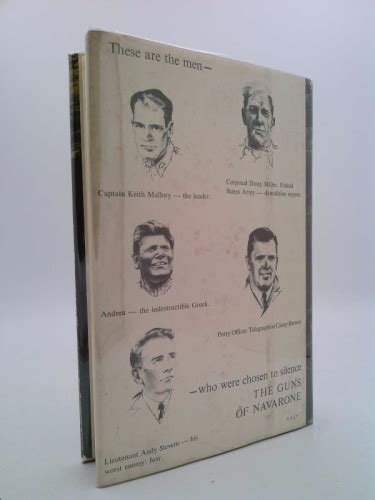 These are the men—
Captain Keith Mallory — the leader.
Corporal Dusty Miller, United
States Army — demolition expert.
Andrea — the indestructible Greek.
Petty Officer Telegraphist Casey Brown
Lieutenant Andy Stevens — his
worst enemy: fear.
—who were chosen to silence
THE GUNS
OF NAVARONE